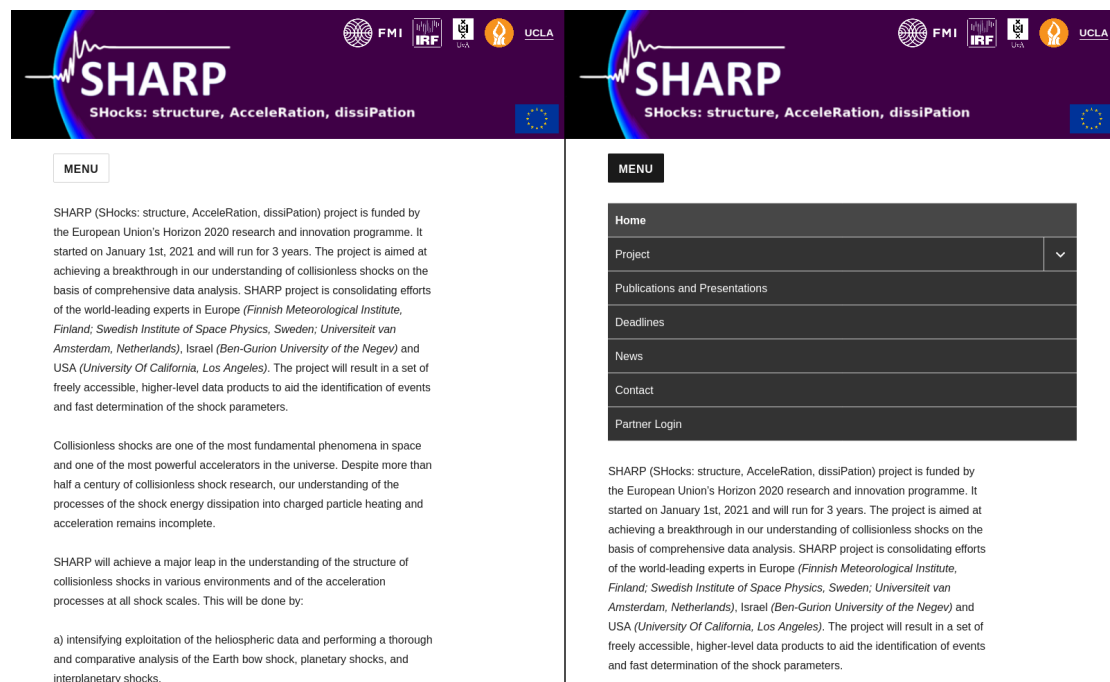 FMI IRF UvA UCLA
SHARP
SHocks: structure, AcceleRation, dissiPation
MENU
SHARP (SHocks: structure, AcceleRation, dissiPation) project is funded by
the European Union's Horizon 2020 research and innovation programme. It
started on January 1st, 2021 and will run for 3 years. The project is aimed at
achieving a breakthrough in our understanding of collisionless shocks on the
basis of comprehensive data analysis. SHARP project is consolidating efforts
of the world-leading experts in Europe (Finnish Meteorological Institute,
Finland; Swedish Institute of Space Physics, Sweden; Universiteit van
Amsterdam, Netherlands), Israel (Ben-Gurion University of the Negev) and
USA (University Of California, Los Angeles). The project will result in a set of
freely accessible, higher-level data products to aid the identification of events
and fast determination of the shock parameters.
Collisionless shocks are one of the most fundamental phenomena in space
and one of the most powerful accelerators in the universe. Despite more than
half a century of collisionless shock research, our understanding of the
processes of the shock energy dissipation into charged particle heating and
acceleration remains incomplete.
SHARP will achieve a major leap in the understanding of the structure of
collisionless shocks in various environments and of the acceleration
processes at all shock scales. This will be done by:
a) intensifying exploitation of the heliospheric data and performing a thorough
and comparative analysis of the Earth bow shock, planetary shocks, and
interplanetary shocks.
FMI IRF UvA UCLA
SHARP
SHocks: structure, AcceleRation, dissiPation
MENU
Home
Project
Publications and Presentations
Deadlines
News
Contact
Partner Login
SHARP (SHocks: structure, AcceleRation, dissiPation) project is funded by
the European Union's Horizon 2020 research and innovation programme. It
started on January 1st, 2021 and will run for 3 years. The project is aimed at
achieving a breakthrough in our understanding of collisionless shocks on the
basis of comprehensive data analysis. SHARP project is consolidating efforts
of the world-leading experts in Europe (Finnish Meteorological Institute,
Finland; Swedish Institute of Space Physics, Sweden; Universiteit van
Amsterdam, Netherlands), Israel (Ben-Gurion University of the Negev) and
USA (University Of California, Los Angeles). The project will result in a set of
freely accessible, higher-level data products to aid the identification of events
and fast determination of the shock parameters.